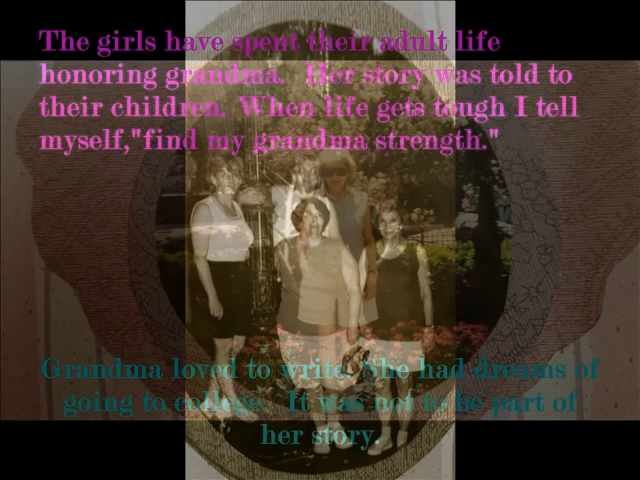 The girls have spent their adult life
honoring grandma.  Her story was told to
their children. When life gets tough I tell
myself,"find my grandma strength."
Grandma loved to write. She had dreams of
going to college.  It was not to be part of
her story.